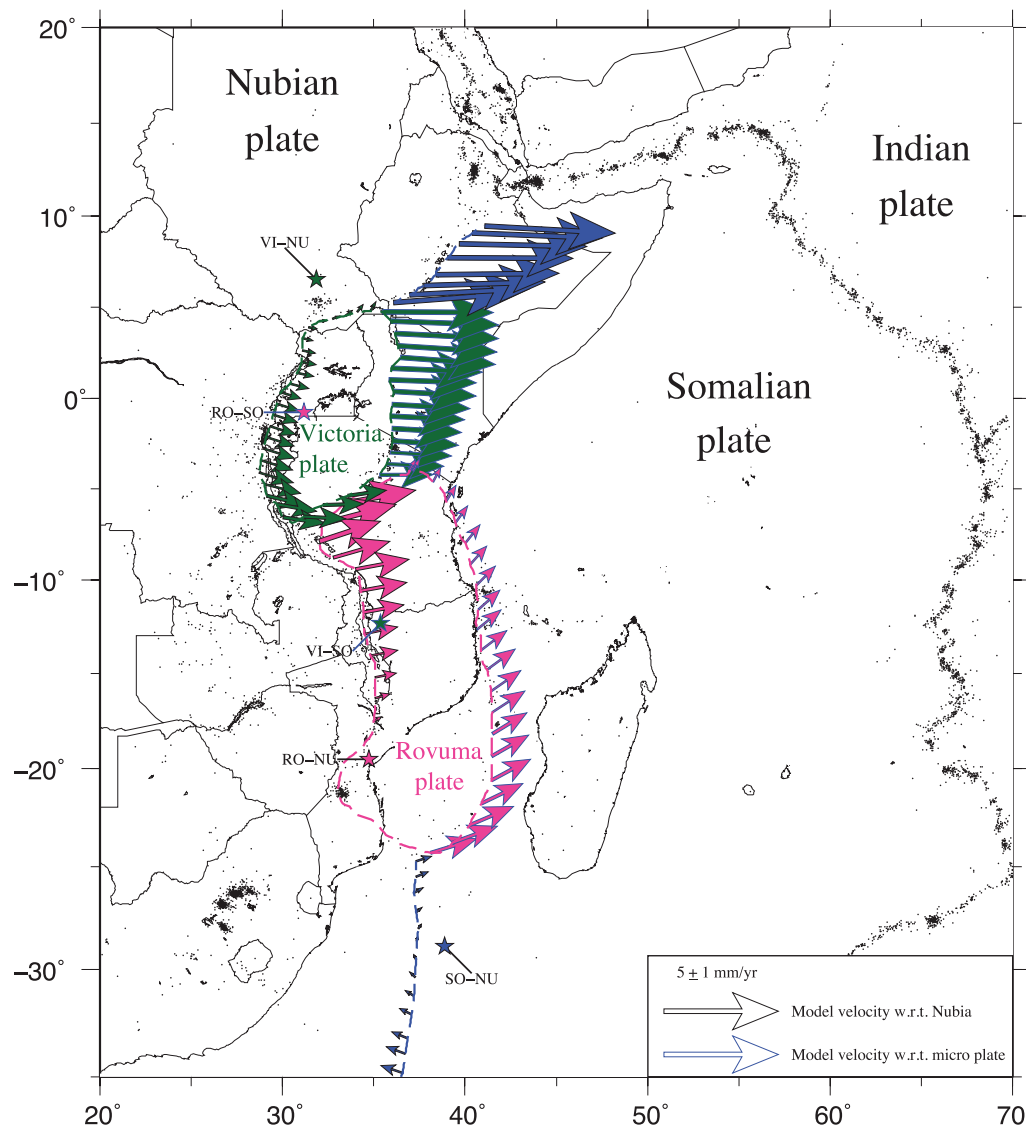 20˚
Nubian
plate
Indian
plate
10˚
VI–NU
Somalian
plate
0˚
RO–SO
Victoria
plate
−10˚
VI–SO
RO–NU
Rovuma
plate
−20˚
SO–NU
−30˚
5 ± 1 mm/yr
Model velocity w.r.t. Nubia
Model velocity w.r.t. micro plate
20˚ 30˚ 40˚ 50˚ 60˚ 70˚